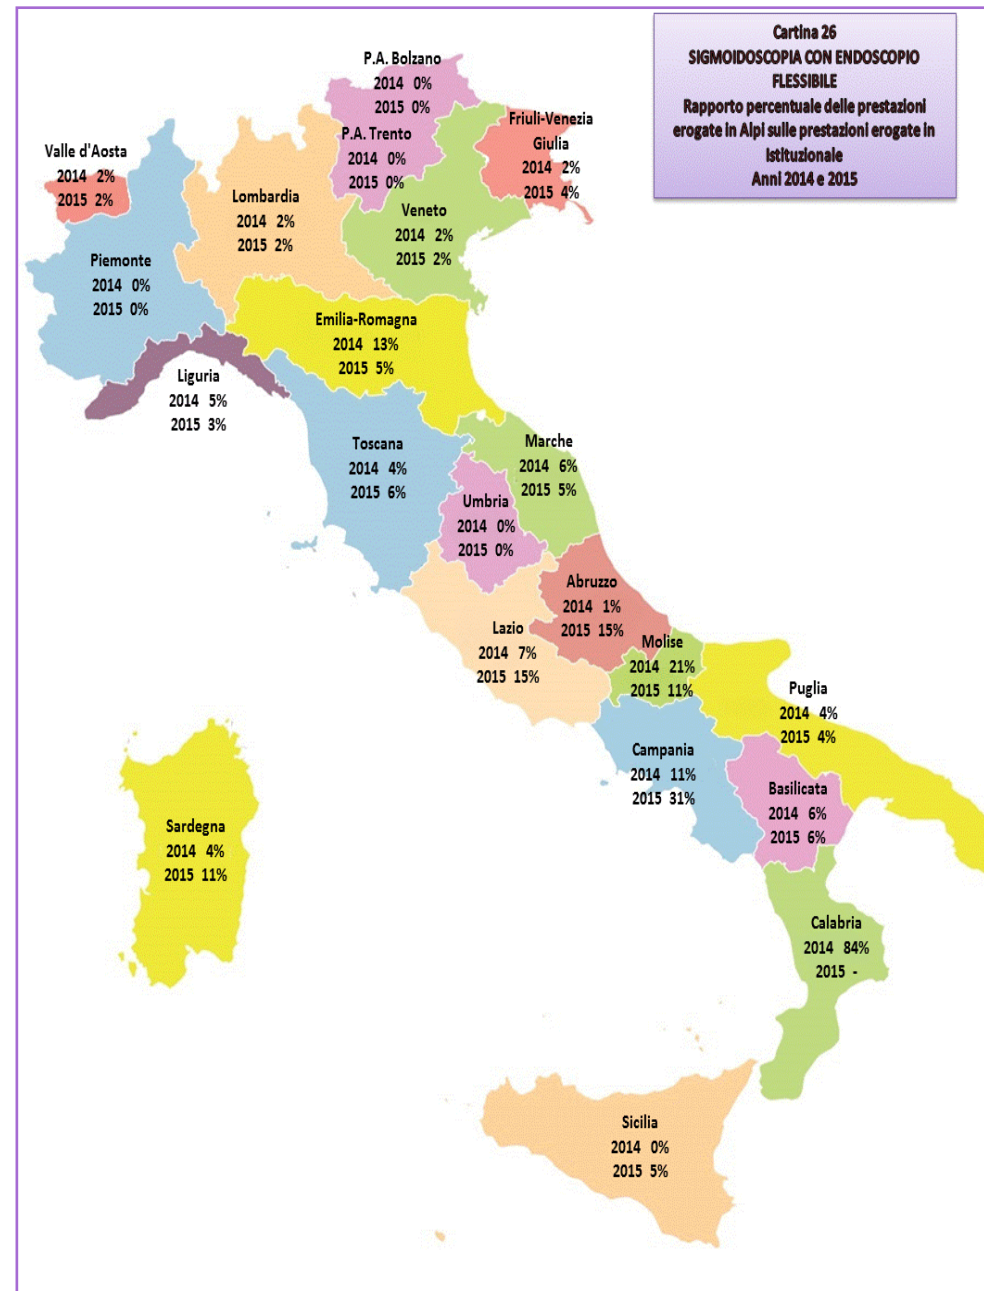 Cartina 26
SIGMOIDOSCOPIA CON ENDOSCOPIO
FLESSIBILE
Rapporto percentuale delle prestazioni
erogate in Alpi sulle prestazioni erogate in
Istituzionale
Anni 2014 e 2015
P.A. Bolzano
2014 0%
2015 0%
P.A. Trento
2014 0%
2015 0%
Friuli-Venezia
Giulia
2014 2%
2015 4%
Valle d'Aosta
2014 2%
2015 2%
Lombardia
2014 2%
2015 2%
Veneto
2014 2%
2015 2%
Piemonte
2014 0%
2015 0%
Emilia-Romagna
2014 13%
2015 5%
Liguria
2014 5%
2015 3%
Toscana
2014 4%
2015 6%
Marche
2014 6%
2015 5%
Umbria
2014 0%
2015 0%
Abruzzo
2014 1%
2015 15%
Lazio
2014 7%
2015 15%
Molise
2014 21%
2015 11%
Puglia
2014 4%
2015 4%
Campania
2014 11%
2015 31%
Basilicata
2014 6%
2015 6%
Sardegna
2014 4%
2015 11%
Calabria
2014 84%
2015 -
Sicilia
2014 0%
2015 5%